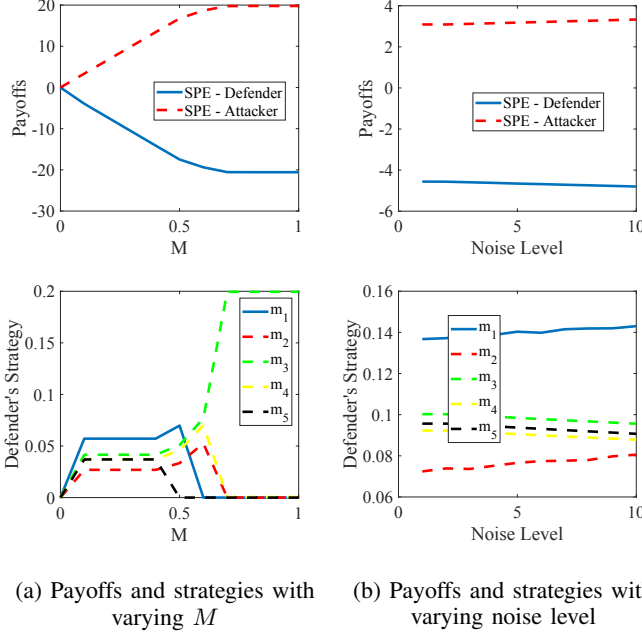 20
10
0
-10
-20
-30
Payoffs
SPE - Defender
SPE - Attacker
0
0.5
1
M
6
4
2
0
-2
-4
-6
Payoffs
SPE - Defender
SPE - Attacker
0
5
10
Noise Level
0.2
0.15
0.1
0.05
0
Defender's Strategy
m1
m2
m3
m4
m5
0
0.5
1
M
0.16
0.14
0.12
0.1
0.08
0.06
Defender's Strategy
m1
m2
m3
m4
m5
0
5
10
Noise Level
(a) Payoffs and strategies with
varying M
(b) Payoffs and strategies wit
varying noise level